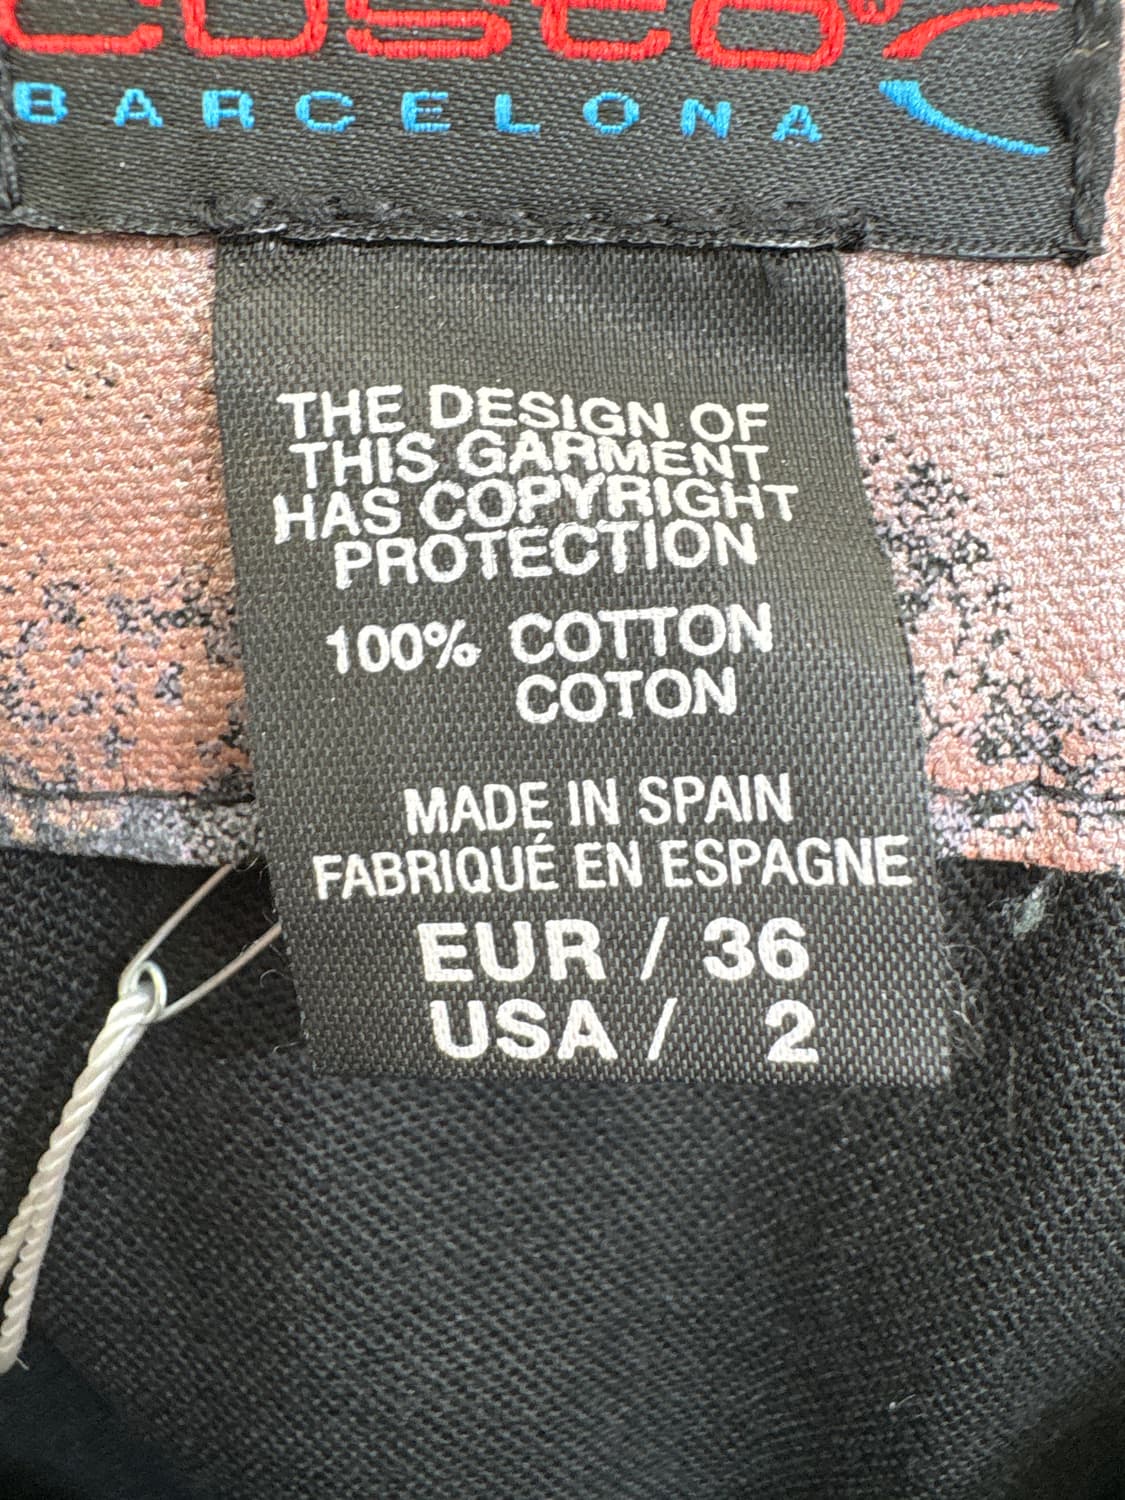 custo®
BARCELONA
THE DESIGN OF
THIS GARMENT
HAS COPYRIGHT
PROTECTION
100% COTTON
COTON
MADE IN SPAIN
FABRIQUÉ EN ESPAGNE
EUR / 36
USA / 2